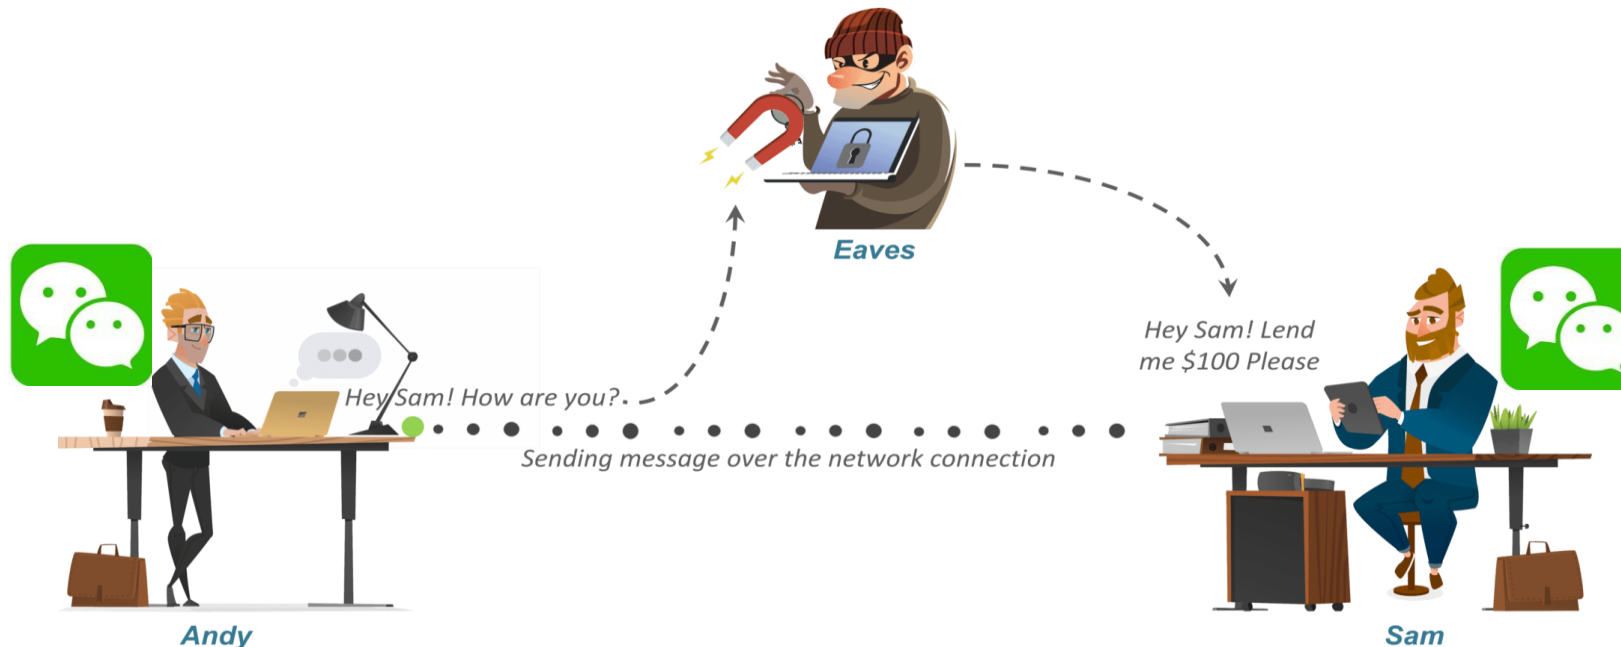 Eaves
Hey Sam! Lend
me $100 Please
Hey Sam! How are you?
Sending message over the network connection
Andy
Sam